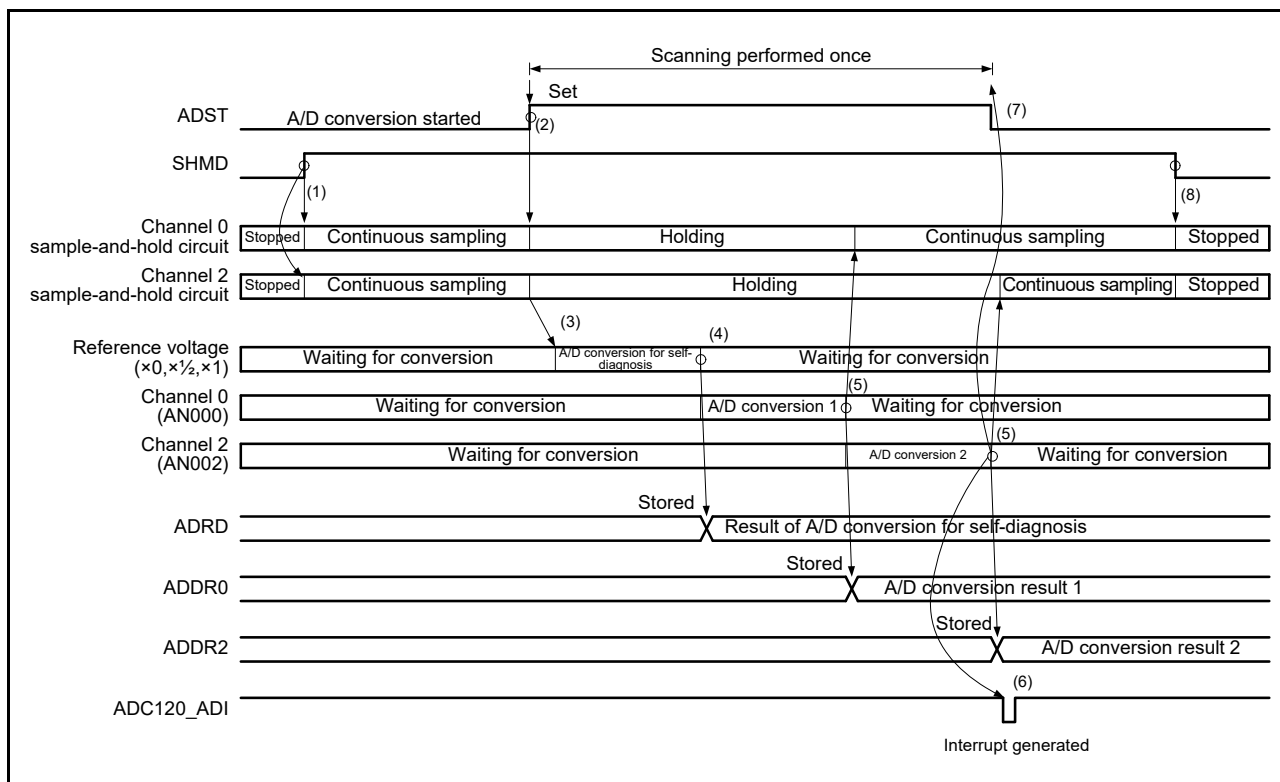 Scanning performed once
Set
ADST
A/D conversion started
(2)
(7)
SHMD
(1)
(8)
Channel 0
sample-and-hold circuit
Stopped
Continuous sampling
Holding
Continuous sampling
Stopped
Channel 2
sample-and-hold circuit
Stopped
Continuous sampling
Holding
Continuous sampling
Stopped
(3)
(4)
Reference voltage
(×0,×½,×1)
Waiting for conversion
A/D conversion for self-
diagnosis
Waiting for conversion
Channel 0
(AN000)
Waiting for conversion
A/D conversion 1
(5)
Waiting for conversion
Channel 2
(AN002)
Waiting for conversion
A/D conversion 2
(5)
Waiting for conversion
Stored
ADRD
Result of A/D conversion for self-diagnosis
Stored
ADDR0
A/D conversion result 1
Stored
ADDR2
A/D conversion result 2
(6)
ADC120_ADI
Interrupt generated